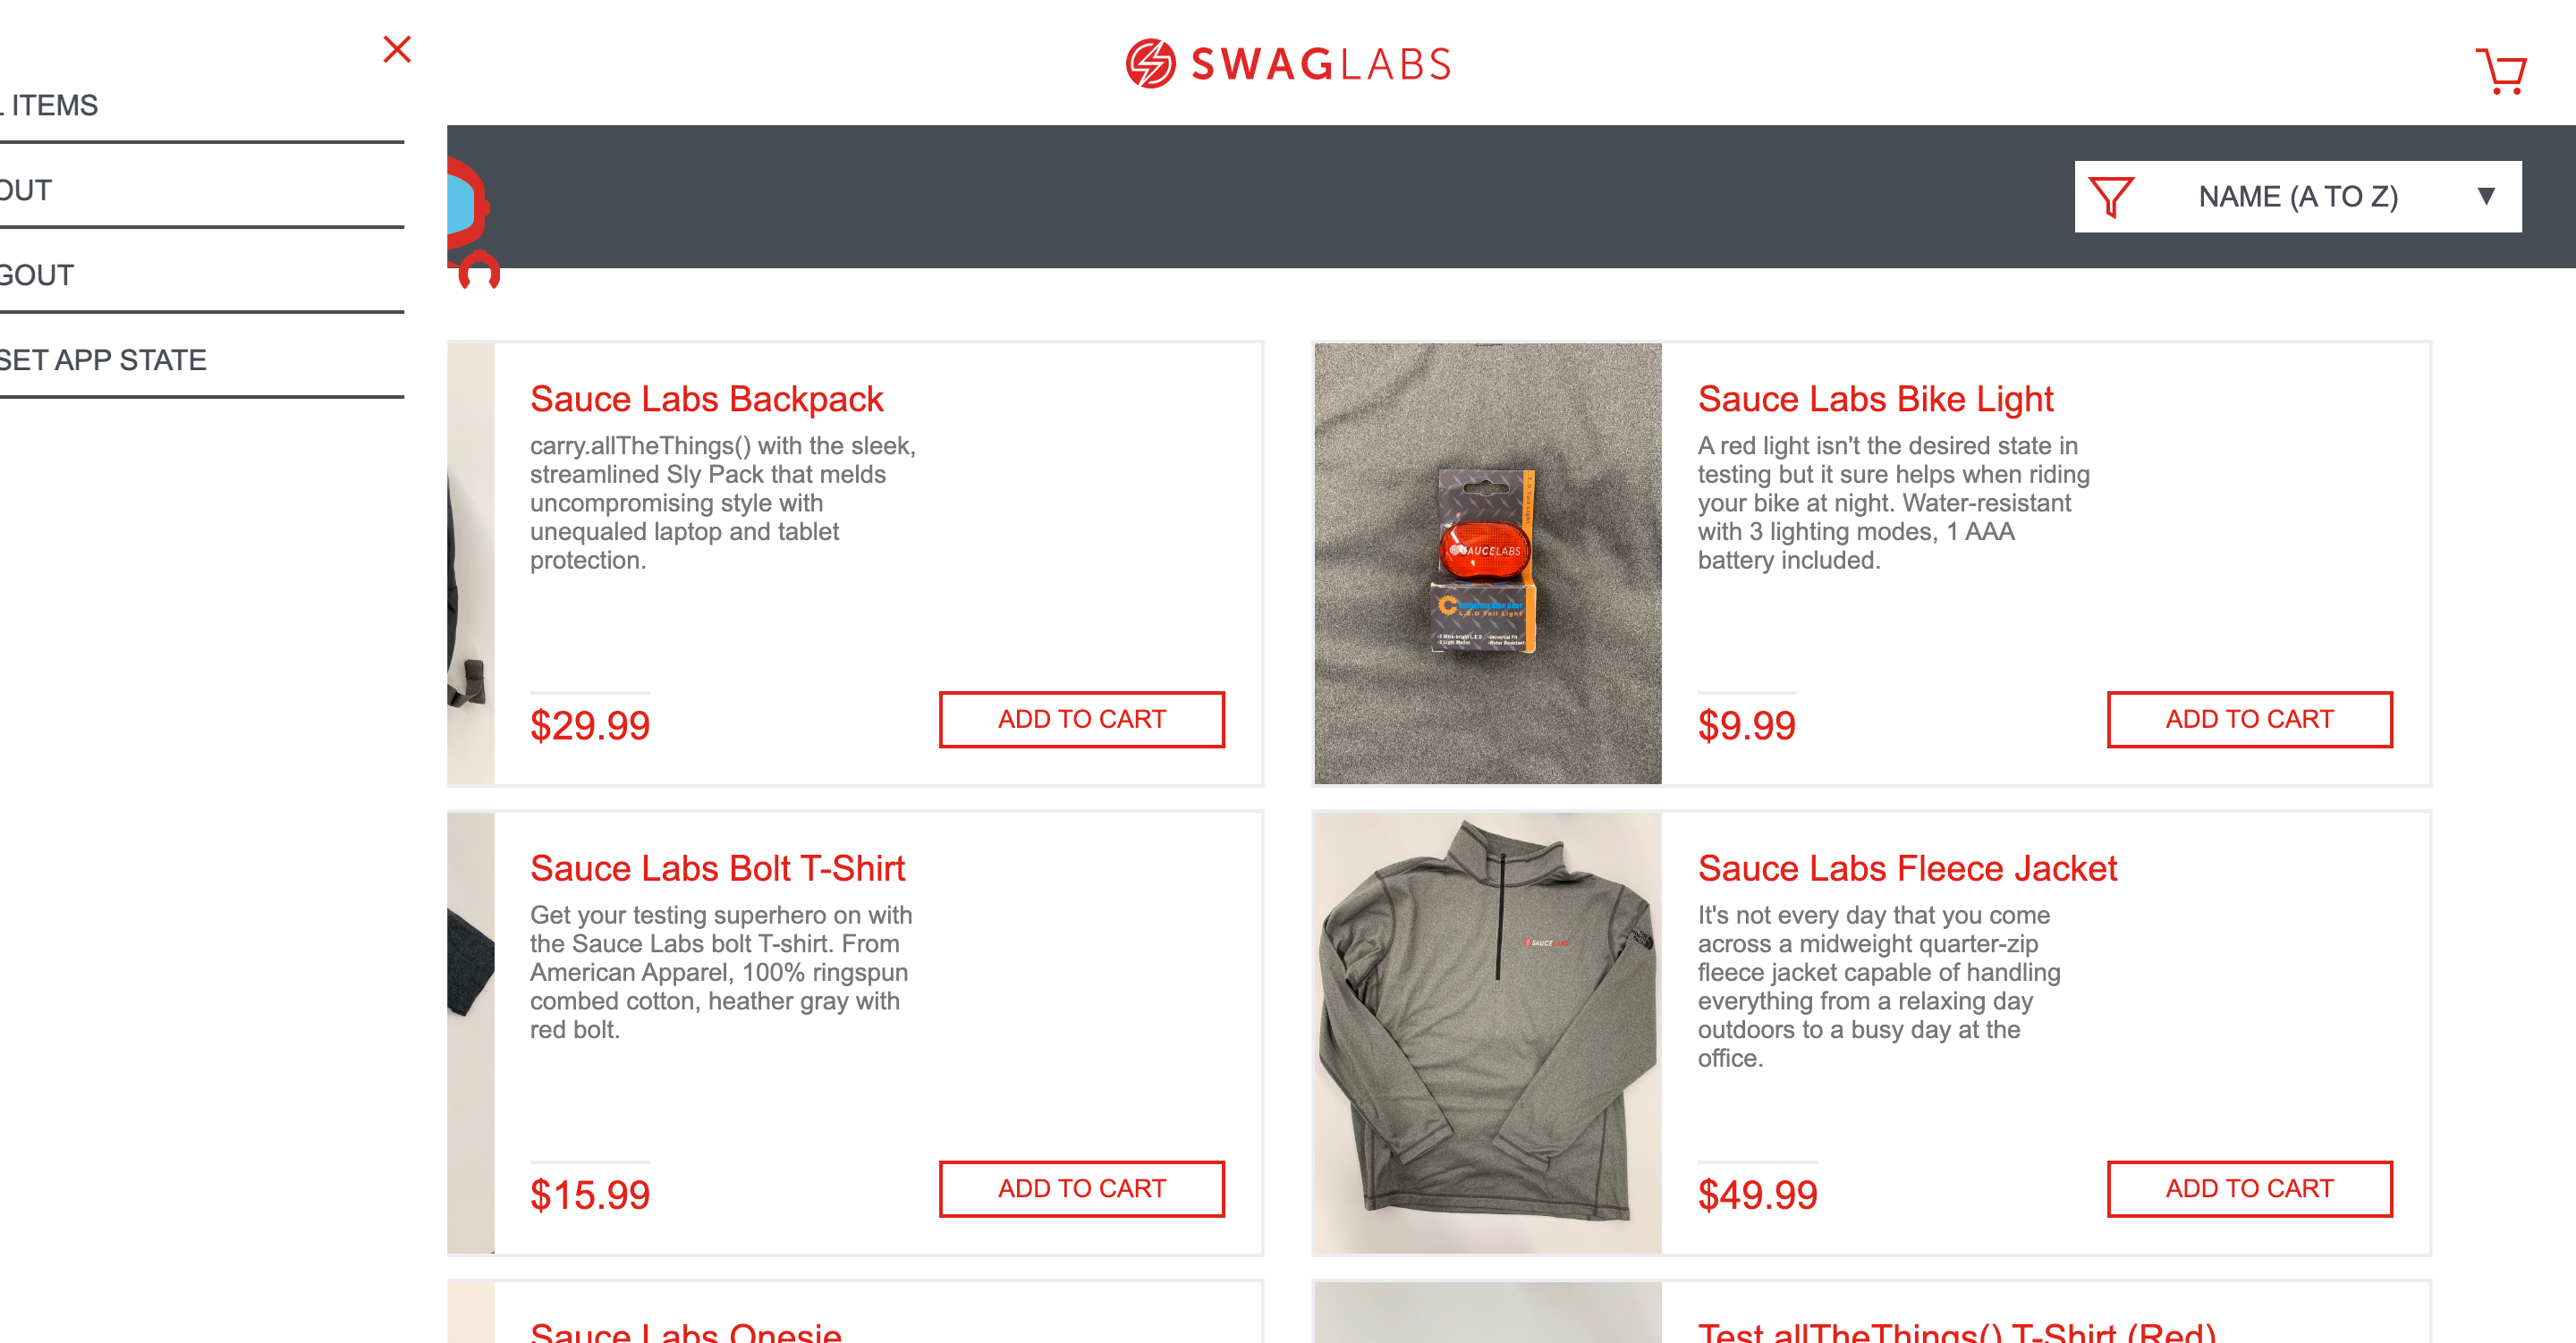 SWAGLABS
ITEMS
OUT
GOUT
SET APP STATE
NAME (A TO Z) ▼
Sauce Labs Backpack
carry.allTheThings() with the sleek,
streamlined Sly Pack that melds
uncompromising style with
unequaled laptop and tablet
protection.
$29.99
ADD TO CART
SAUCELABS
L.E.D Tail Light
Sauce Labs Bike Light
A red light isn't the desired state in
testing but it sure helps when riding
your bike at night. Water-resistant
with 3 lighting modes, 1 AAA
battery included.
$9.99
ADD TO CART
Sauce Labs Bolt T-Shirt
Get your testing superhero on with
the Sauce Labs bolt T-shirt. From
American Apparel, 100% ringspun
combed cotton, heather gray with
red bolt.
$15.99
ADD TO CART
SAUCELABS
Sauce Labs Fleece Jacket
It's not every day that you come
across a midweight quarter-zip
fleece jacket capable of handling
everything from a relaxing day
outdoors to a busy day at the
office.
$49.99
ADD TO CART
Sauce Labs Onesie
Test.allTheThings() T-Shirt (Red)